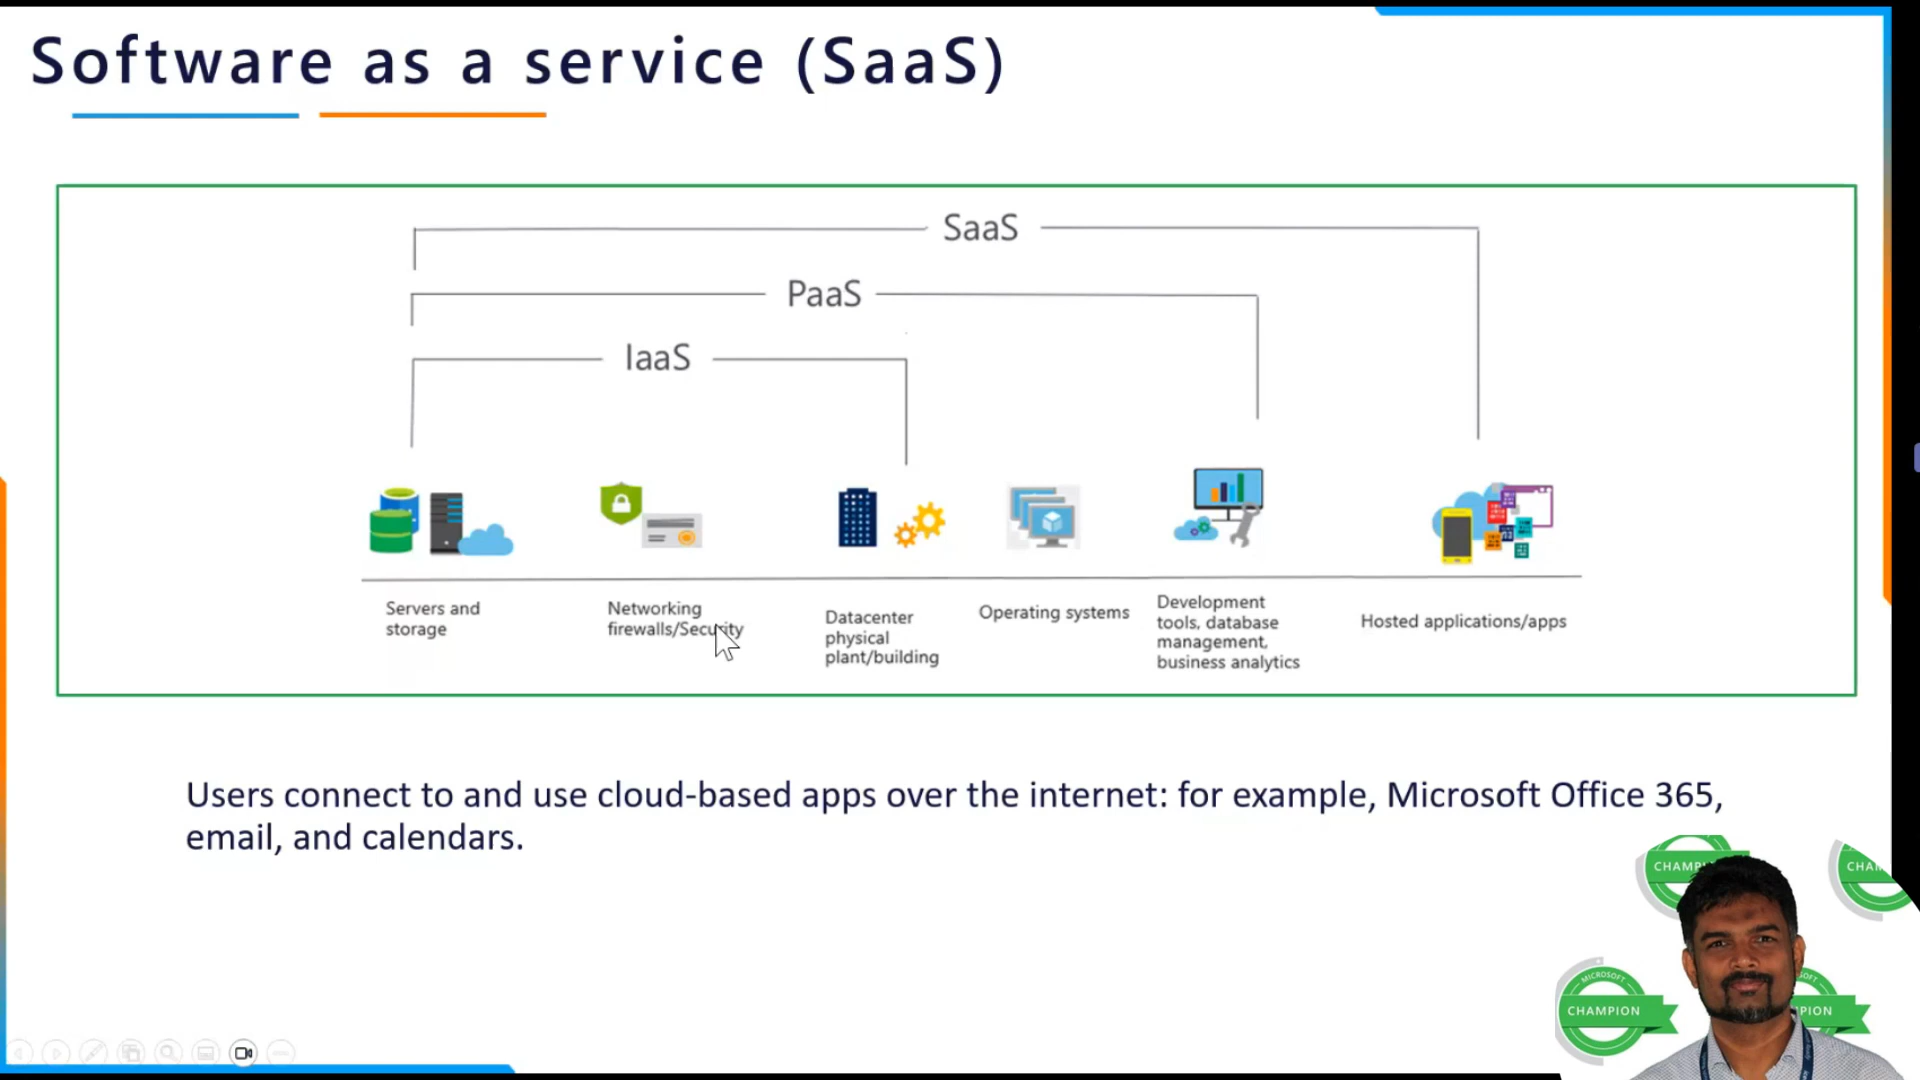 Software as a service (SaaS)
SaaS
PaaS
IaaS
Servers and
storage
Networking
firewalls/Security
Datacenter
physical
plant/building
Operating systems
Development
tools, database
management,
business analytics
Hosted applications/apps
Users connect to and use cloud-based apps over the internet: for example, Microsoft Office 365,
email, and calendars.
MICROSOFT
CHAMPION